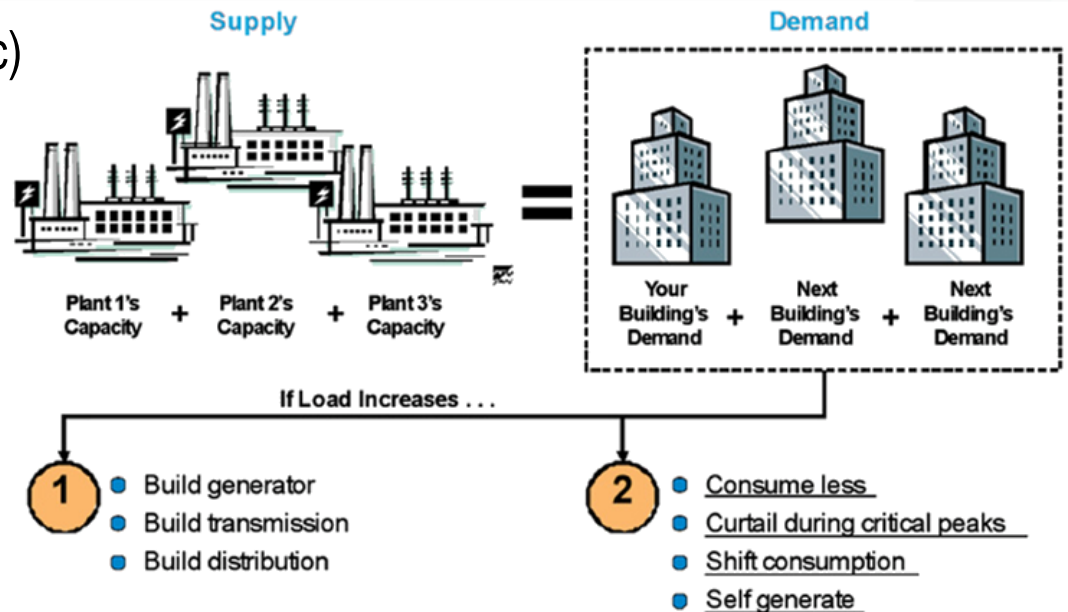 c)
Supply
Demand
Plant 1's
Capacity
+
Plant 2's
Capacity
+
Plant 3's
Capacity
=
Your
Building's
Demand
+
Next
Building's
Demand
+
Next
Building's
Demand
If Load Increases . . .
1
Build generator
Build transmission
Build distribution
2
Consume less
Curtail during critical peaks
Shift consumption
Self generate